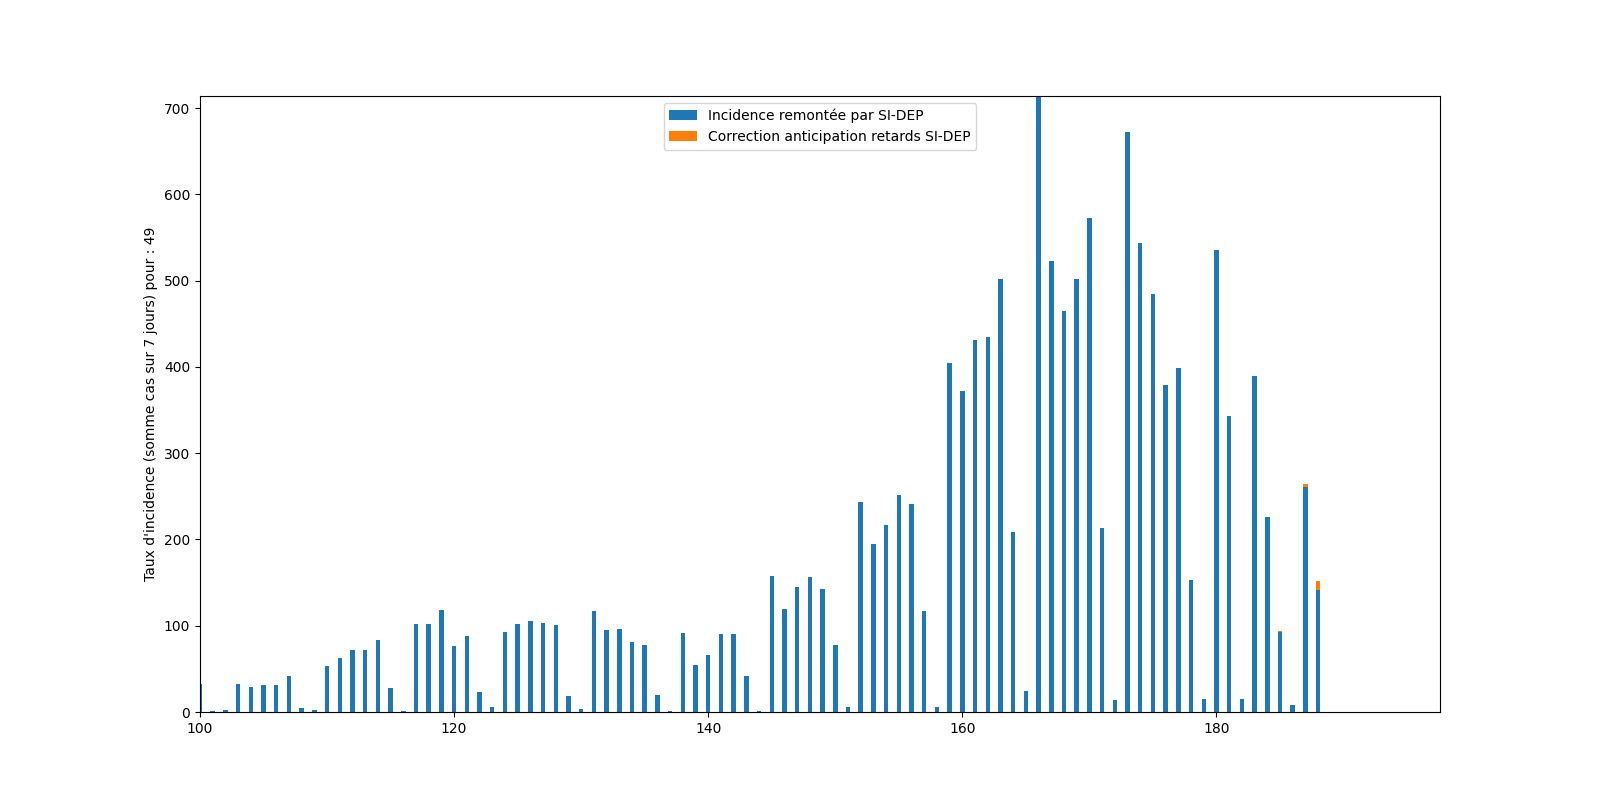 Incidence remontée par SI-DEP
Correction anticipation retards SI-DEP
Taux d'incidence (somme cas sur 7 jours) pour : 49
700
600
500
400
300
200
100
0
100 120 140 160 180